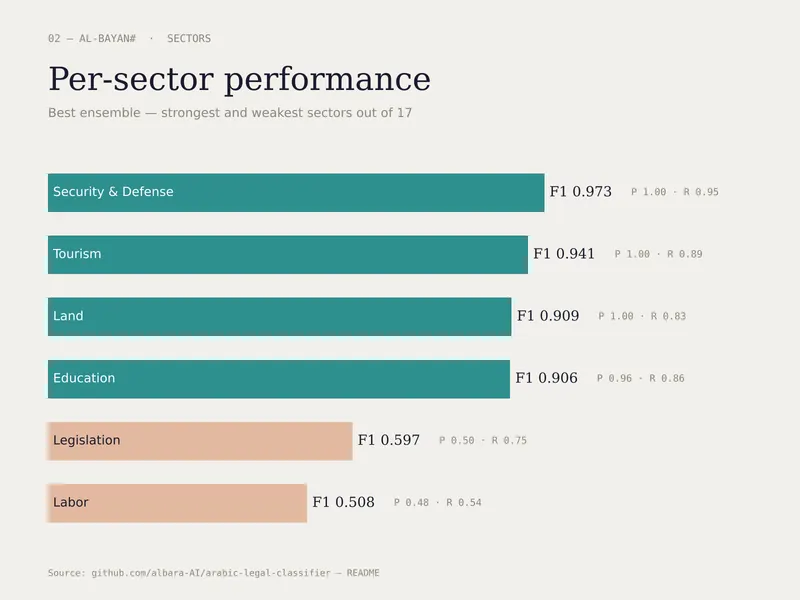 02 — AL-BAYAN# · SECTORS
Per-sector performance
Best ensemble — strongest and weakest sectors out of 17
Security & Defense F1 0.973 P 1.00 · R 0.95
Tourism F1 0.941 P 1.00 · R 0.89
Land F1 0.909 P 1.00 · R 0.83
Education F1 0.906 P 0.96 · R 0.86
Legislation F1 0.597 P 0.50 · R 0.75
Labor F1 0.508 P 0.48 · R 0.54
Source: github.com/albara-AI/arabic-legal-classifier — README